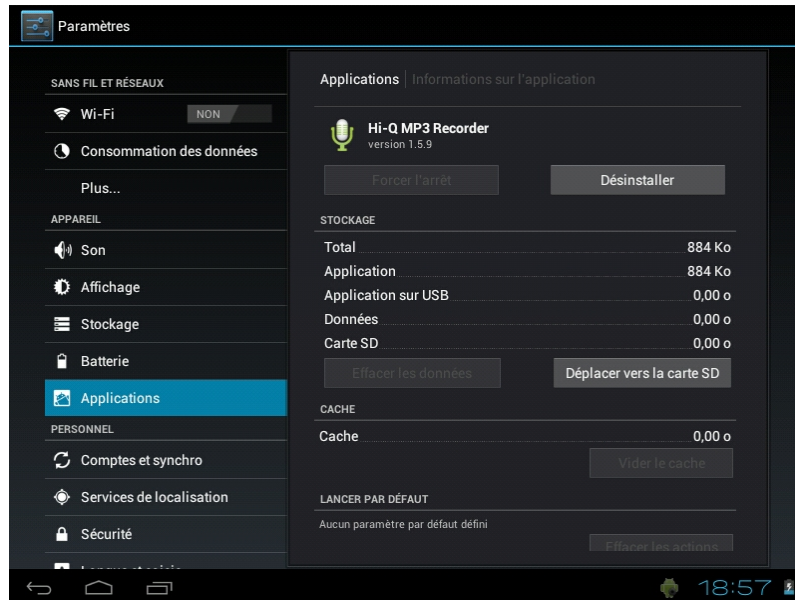 Paramètres
SANS FIL ET RÉSEAUX
Wi-Fi NON
Consommation des données
Plus...
APPAREIL
Son
Affichage
Stockage
Batterie
Applications
PERSONNEL
Comptes et synchro
Services de localisation
Sécurité
Applications Informations sur l'application
Hi-Q MP3 Recorder
version 1.5.9
Forcer l'arrêt Désinstaller
STOCKAGE
Total 884 Ko
Application 884 Ko
Application sur USB 0,00 o
Données 0,00 o
Carte SD 0,00 o
Effacer les données Déplacer vers la carte SD
CACHE
Cache 0,00 o
Vider le cache
LANCER PAR DÉFAUT
Aucun paramètre par défaut défini
Effacer les actions
18:57